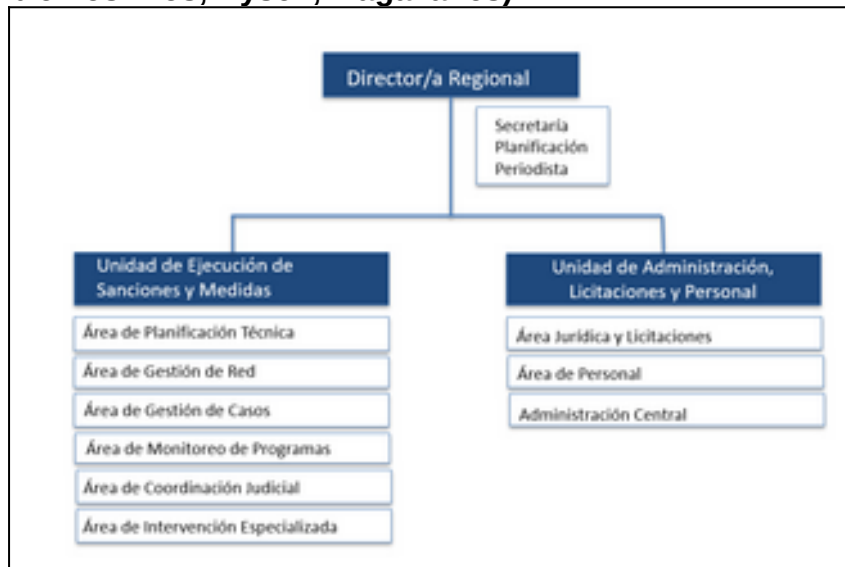 Director/a Regional
Secretaría
Planificación
Periodista
Unidad de Ejecución de
Sanciones y Medidas
Área de Planificación Técnica
Área de Gestión de Red
Área de Gestión de Casos
Área de Monitoreo de Programas
Área de Coordinación Judicial
Área de Intervención Especializada
Unidad de Administración,
Licitaciones y Personal
Área Jurídica y Licitaciones
Área de Personal
Administración Central